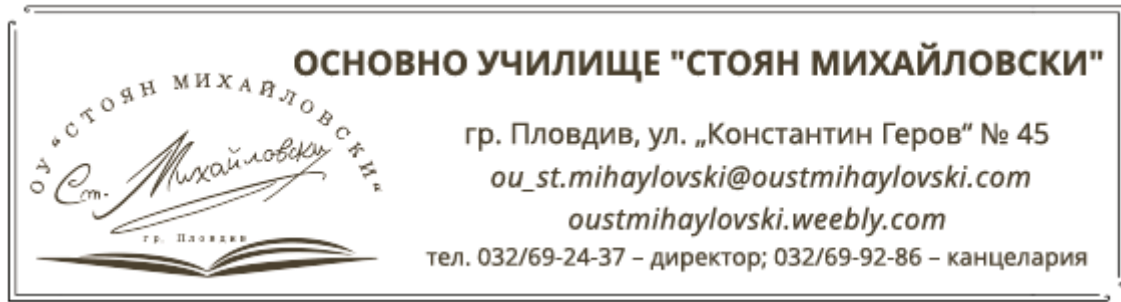 ОСНОВНО УЧИЛИЩЕ "СТОЯН МИХАЙЛОВСКИ"
гр. Пловдив, ул. „Константин Геров“ № 45
ou_st.mihaylovski@oustmihaylovski.com
oustmihaylovski.weebly.com
тел. 032/69-24-37 – директор; 032/69-92-86 – канцелария
ОУ “СТОЯН МИХАЙЛОВСКИ“
Ст. Михайловски
гр. Пловдив